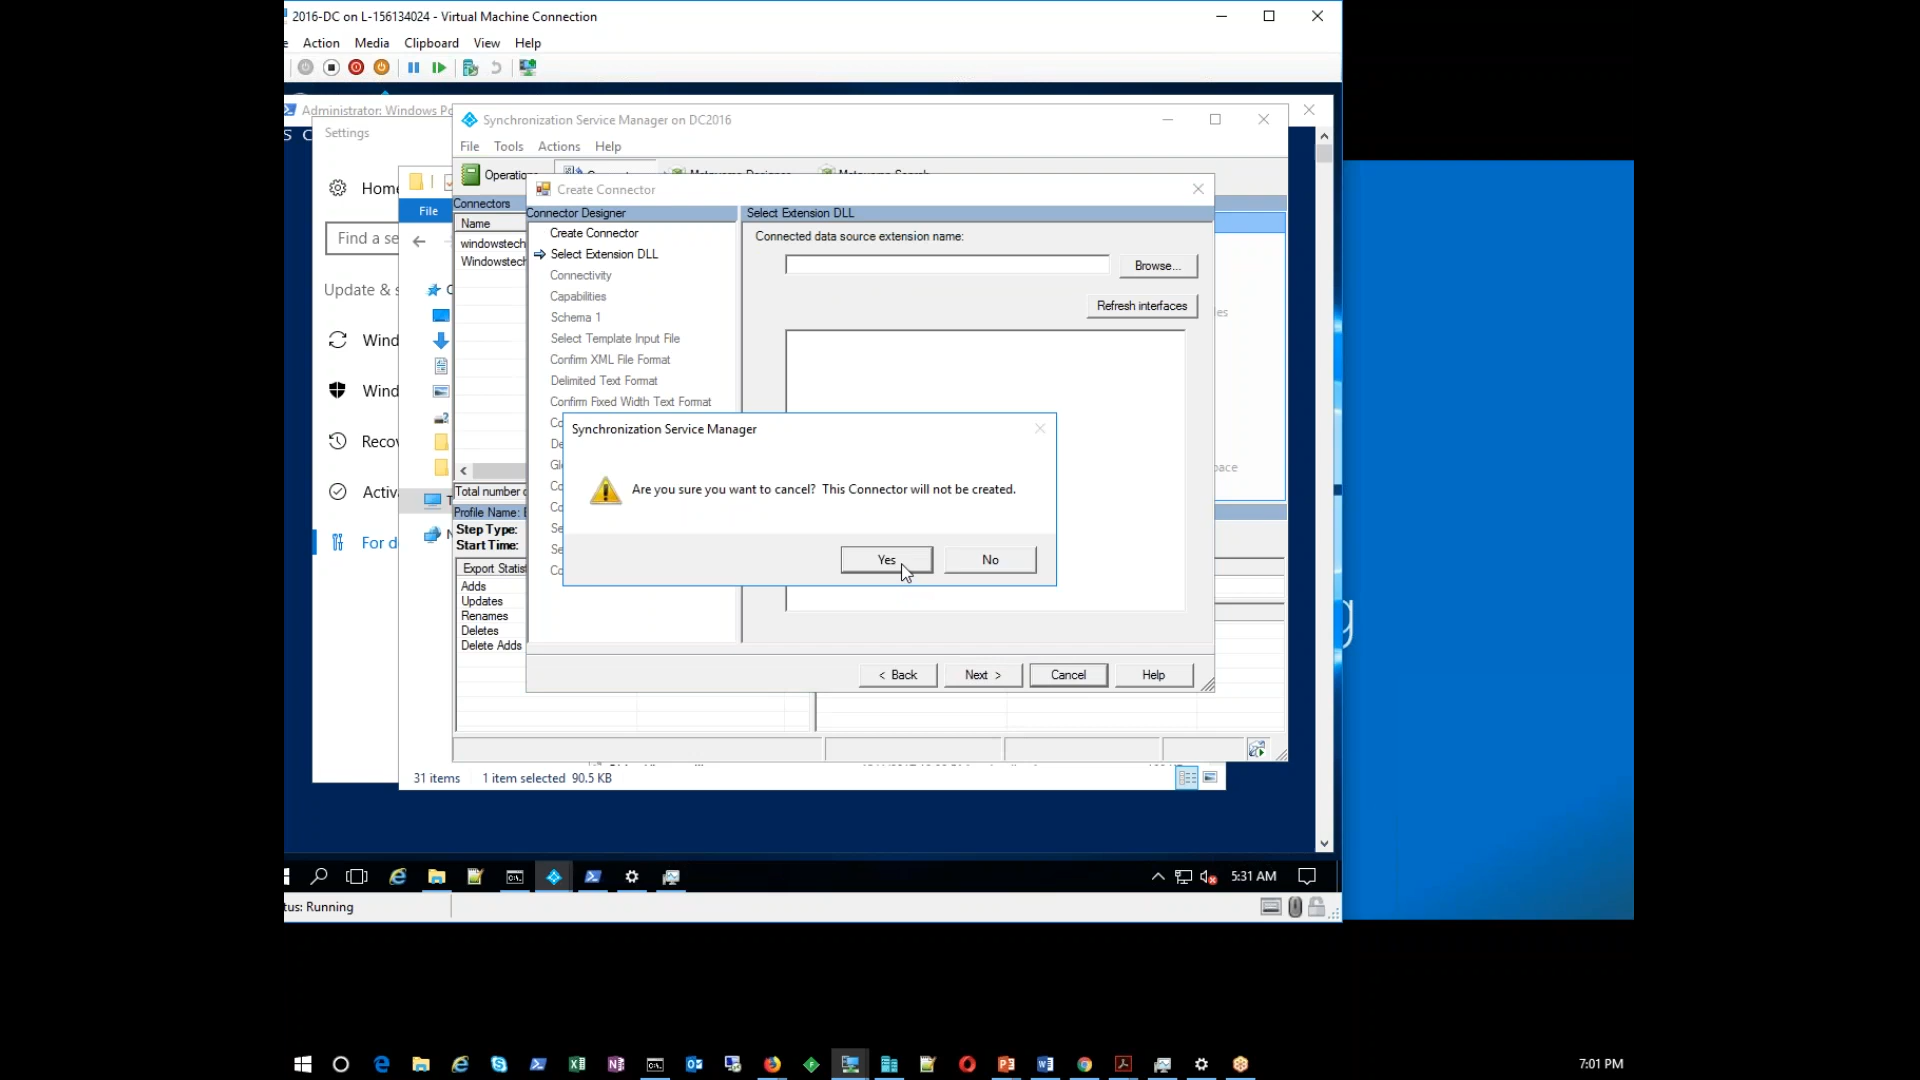 2016-DC on L-156134024 - Virtual Machine Connection
Action Media Clipboard View Help
Administrator: Windows
Settings
Home
Find a
Update &
Activ
For
File
Synchronization Service Manager on DC2016
File Tools Actions Help
Connectors
Name
windowstech
Windowstech
Total number
Profile Name:
Step Type:
Start Time:
Export Statist
Adds
Updates
Renames
Deletes
Delete Adds
Create Connector
Connector Designer
Create Connector
Select Extension DLL
Connectivity
Capabilities
Schema 1
Select Template Input File
Confirm XML File Format
Delimited Text Format
Confirm Fixed Width Text Format
Select Extension DLL
Connected data source extension name:
Browse...
Refresh interfaces
Synchronization Service Manager
Are you sure you want to cancel? This Connector will not be created.
Yes No
< Back Next > Cancel Help
31 items 1 item selected 90.5 KB
5:31 AM
tus: Running
7:01 PM